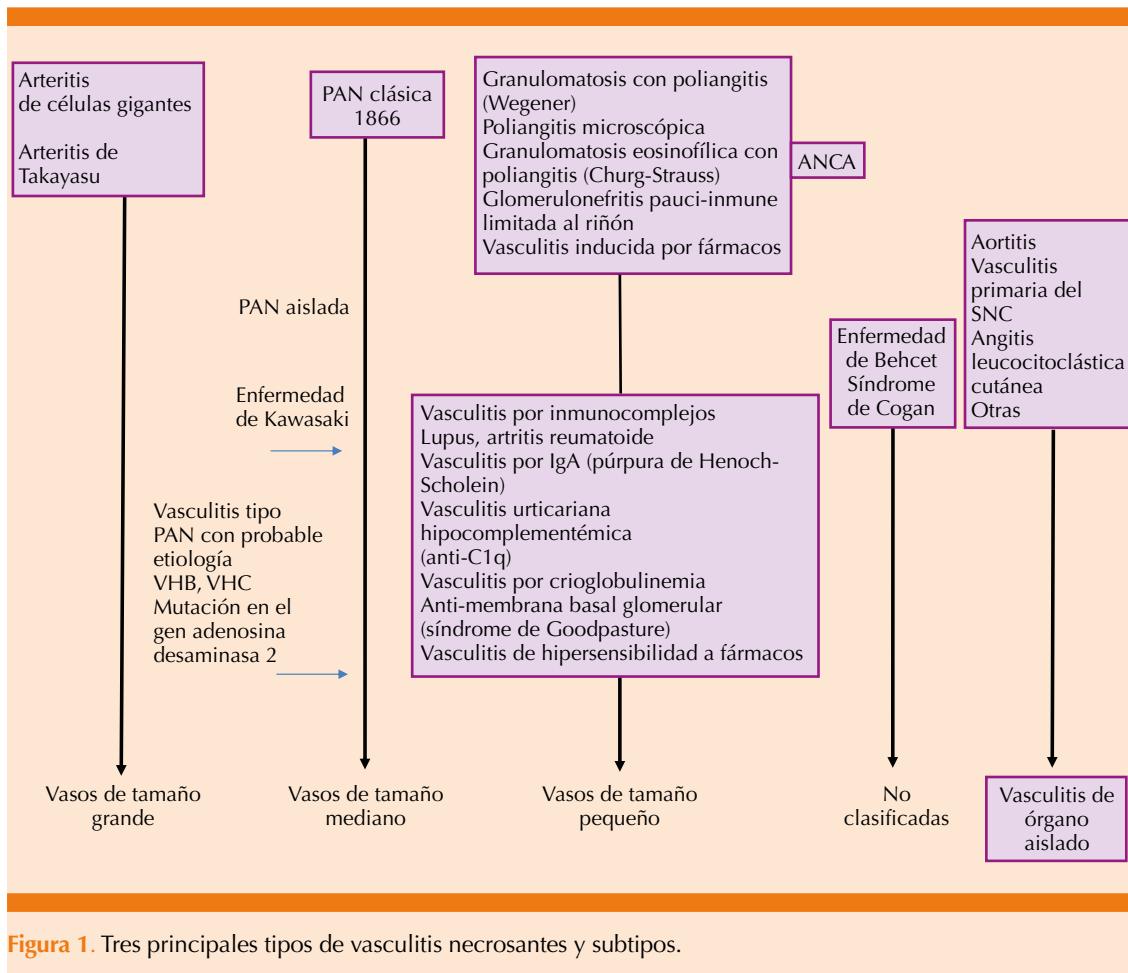 Arteritis
de células gigantes
Arteritis de
Takayasu
Vasos de tamaño
grande
PAN clásica
1866
PAN aislada
Enfermedad
de Kawasaki
Vasculitis tipo
PAN con probable
etiología
VHB, VHC
Mutación en el
gen adenosina
desaminasa 2
Vasos de tamaño
mediano
Granulomatosis con poliangitis
(Wegener)
Poliangitis microscópica
Granulomatosis eosinofílica con
poliangitis (Churg-Strauss)
Glomerulonefritis pauci-inmune
limitada al riñón
Vasculitis inducida por fármacos
ANCA
Vasculitis por inmunocomplejos
Lupus, artritis reumatoide
Vasculitis por IgA (púrpura de Henoch-
Scholein)
Vasculitis urticariana
hipocomplementémica
(anti-C1q)
Vasculitis por crioglobulinemia
Anti-membrana basal glomerular
(síndrome de Goodpasture)
Vasculitis de hipersensibilidad a fármacos
Vasos de tamaño
pequeño
Enfermedad
de Behcet
Síndrome
de Cogan
No
clasificadas
Aortitis
Vasculitis
primaria del
SNC
Angitis
leucocitoclástica
cutánea
Otras
Vasculitis de
órgano
aislado
Figura 1. Tres principales tipos de vasculitis necrosantes y subtipos.